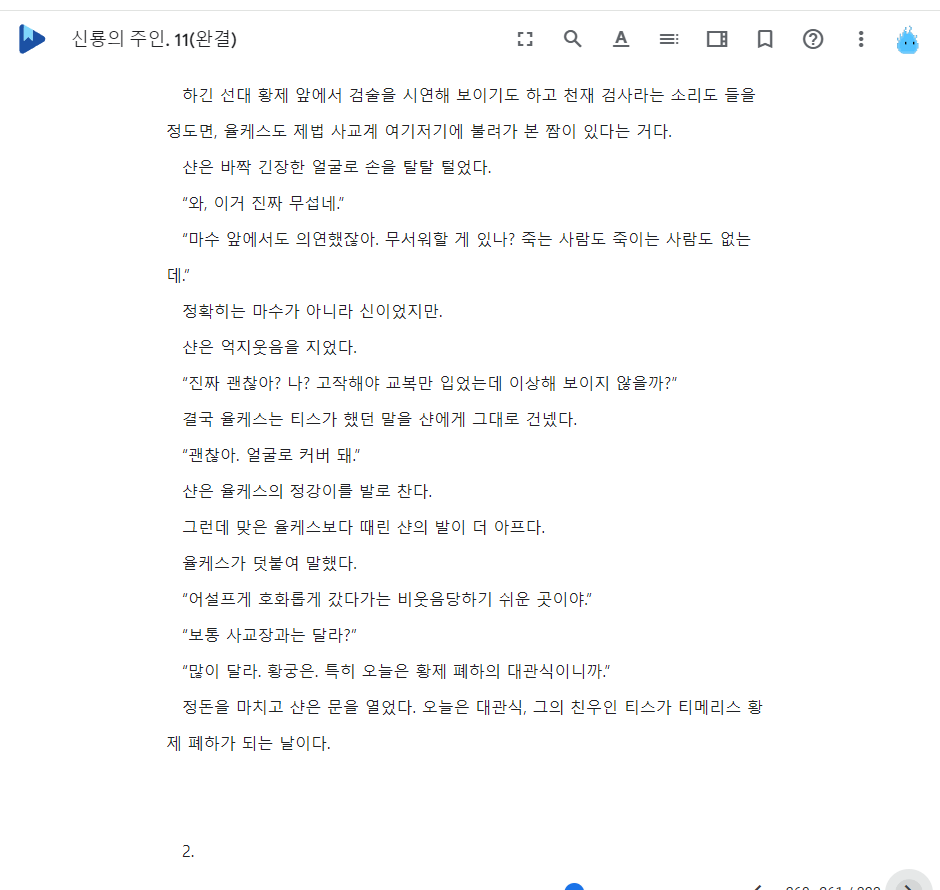 신룡의 주인. 11(완결)
하긴 선대 황제 앞에서 검술을 시연해 보이기도 하고 천재 검사라는 소리도 들을
정도면, 율케스도 제법 사교계 여기저기에 불려가 본 짬이 있다는 거다.
샨은 바짝 긴장한 얼굴로 손을 탈탈 털었다.
“와, 이거 진짜 무섭네.”
“마수 앞에서도 의연했잖아. 무서워할 게 있나? 죽는 사람도 죽이는 사람도 없는
데.”
정확히는 마수가 아니라 신이었지만.
샨은 억지웃음을 지었다.
“진짜 괜찮아? 나? 고작해야 교복만 입었는데 이상해 보이지 않을까?”
결국 율케스는 티스가 했던 말을 샨에게 그대로 건넸다.
“괜찮아. 얼굴로 커버 돼.”
샨은 율케스의 정강이를 발로 찬다.
그런데 맞은 율케스보다 때린 샨의 발이 더 아프다.
율케스가 덧붙여 말했다.
“어설프게 호화롭게 갔다가는 비웃음당하기 쉬운 곳이야.”
“보통 사교장과는 달라?”
“많이 달라. 황궁은. 특히 오늘은 황제 폐하의 대관식이니까.”
정돈을 마치고 샨은 문을 열었다. 오늘은 대관식, 그의 친우인 티스가 티메리스 황
제 폐하가 되는 날이다.
2.